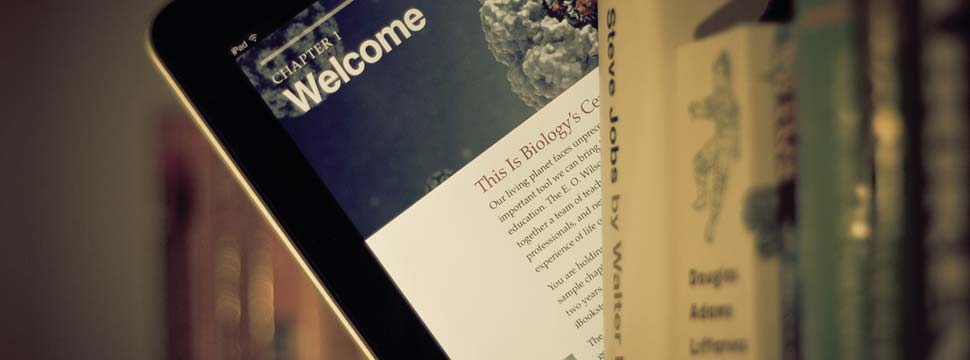 iPad
CHAPTER 1
Welcome
This Is Biology's Ce
Our living planet faces unprec
important tool we can bring
education. The E. O. Wilso
together a team of teach
professionals, and ne
experience of life o
You are holdin
sample chap
two years
iBookst
The
Steve Jobs by Walter
Douglas
Adams